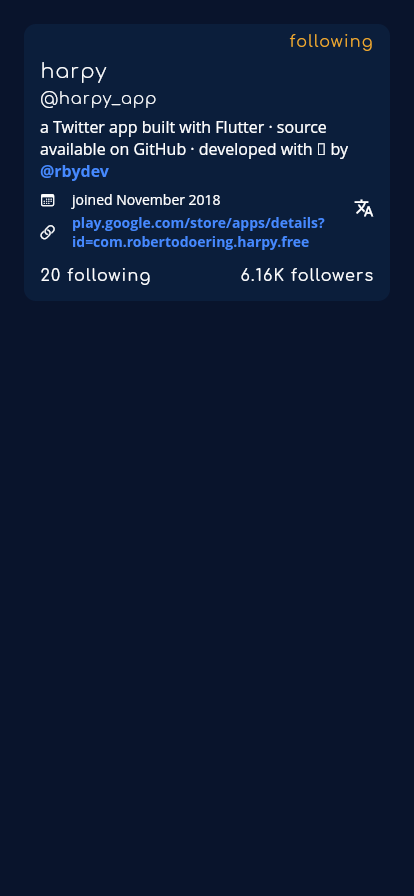 following
harpy
@harpy_app
a Twitter app built with Flutter · source
available on GitHub · developed with ▯ by
@rbydev
joined November 2018
play.google.com/store/apps/details?
id=com.robertodoering.harpy.free
20 following 6.16K followers